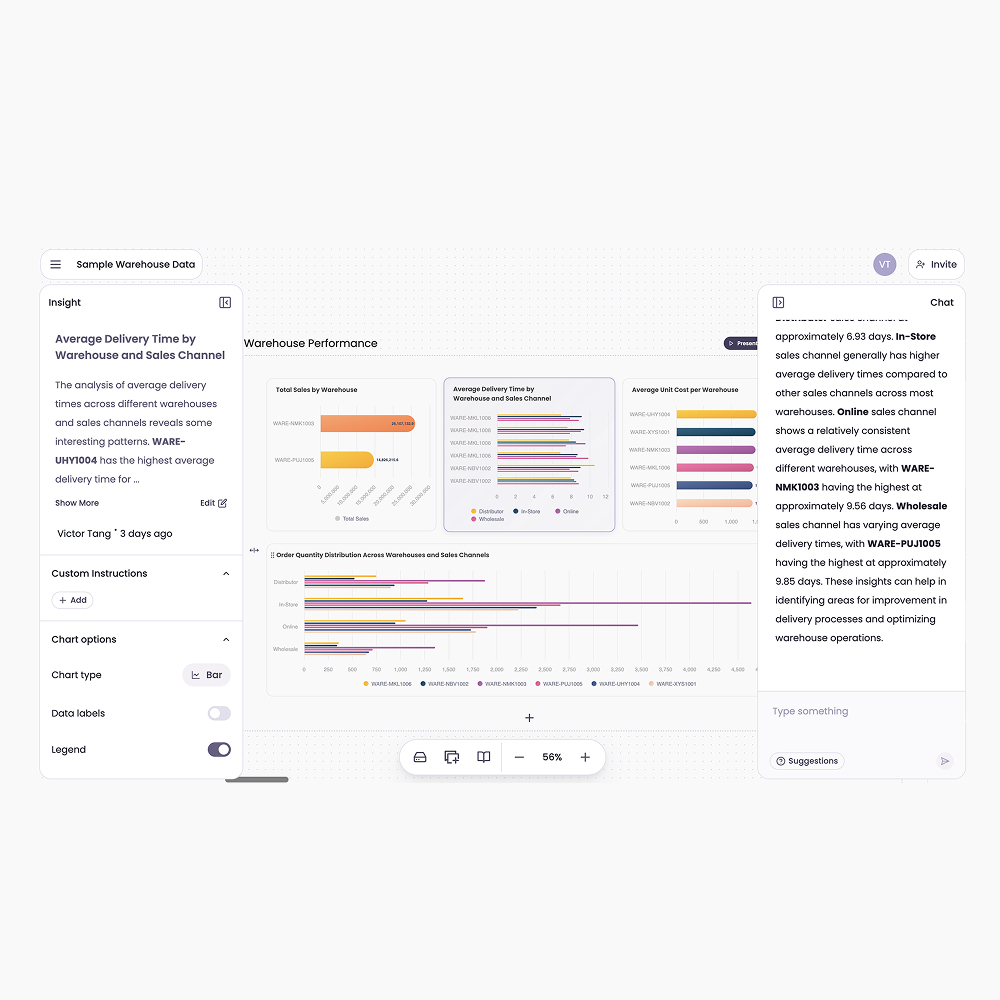 Sample Warehouse Data
VT
Invite
Insight
Average Delivery Time by
Warehouse and Sales Channel
The analysis of average delivery
times across different warehouses
and sales channels reveals some
interesting patterns. WARE-
UHY1004 has the highest average
delivery time for ...
Show More
Edit
Victor Tang • 3 days ago
Custom Instructions
+ Add
Chart options
Chart type
Bar
Data labels
Legend
Warehouse Performance
Present
Total Sales by Warehouse
WARE-NMK1003
WARE-PUJ1005
0
5,000,000
10,000,000
15,000,000
20,000,000
25,000,000
30,000,000
Total Sales
Average Delivery Time by
Warehouse and Sales Channel
WARE-MKL1006
WARE-MKL1006
WARE-MKL1006
WARE-MKL1006
WARE-NBV1002
WARE-NBV1002
0 2 4 6 8 10 12
Distributor In-Store Online
Wholesale
Average Unit Cost per Warehouse
WARE-UHY1004
WARE-XYS1001
WARE-NMK1003
WARE-MKL1006
WARE-PUJ1005
WARE-NBV1002
0 500 1,000
Order Quantity Distribution Across Warehouses and Sales Channels
Distributor
In-Store
Online
Wholesale
0 250 500 750 1,000 1,250 1,500 1,750 2,000 2,250 2,500 2,750 3,000 3,250 3,500 3,750 4,000 4,250 4,500
WARE-MKL1006 WARE-NBV1002 WARE-NMK1003 WARE-PUJ1005 WARE-UHY1004 WARE-XYS1001
+
56%
Chat
approximately 6.93 days. In-Store
sales channel generally has higher
average delivery times compared to
other sales channels across most
warehouses. Online sales channel
shows a relatively consistent
average delivery time across
different warehouses, with WARE-
NMK1003 having the highest at
approximately 9.56 days. Wholesale
sales channel has varying average
delivery times, with WARE-PUJ1005
having the highest at approximately
9.85 days. These insights can help in
identifying areas for improvement in
delivery processes and optimizing
warehouse operations.
Type something
Suggestions